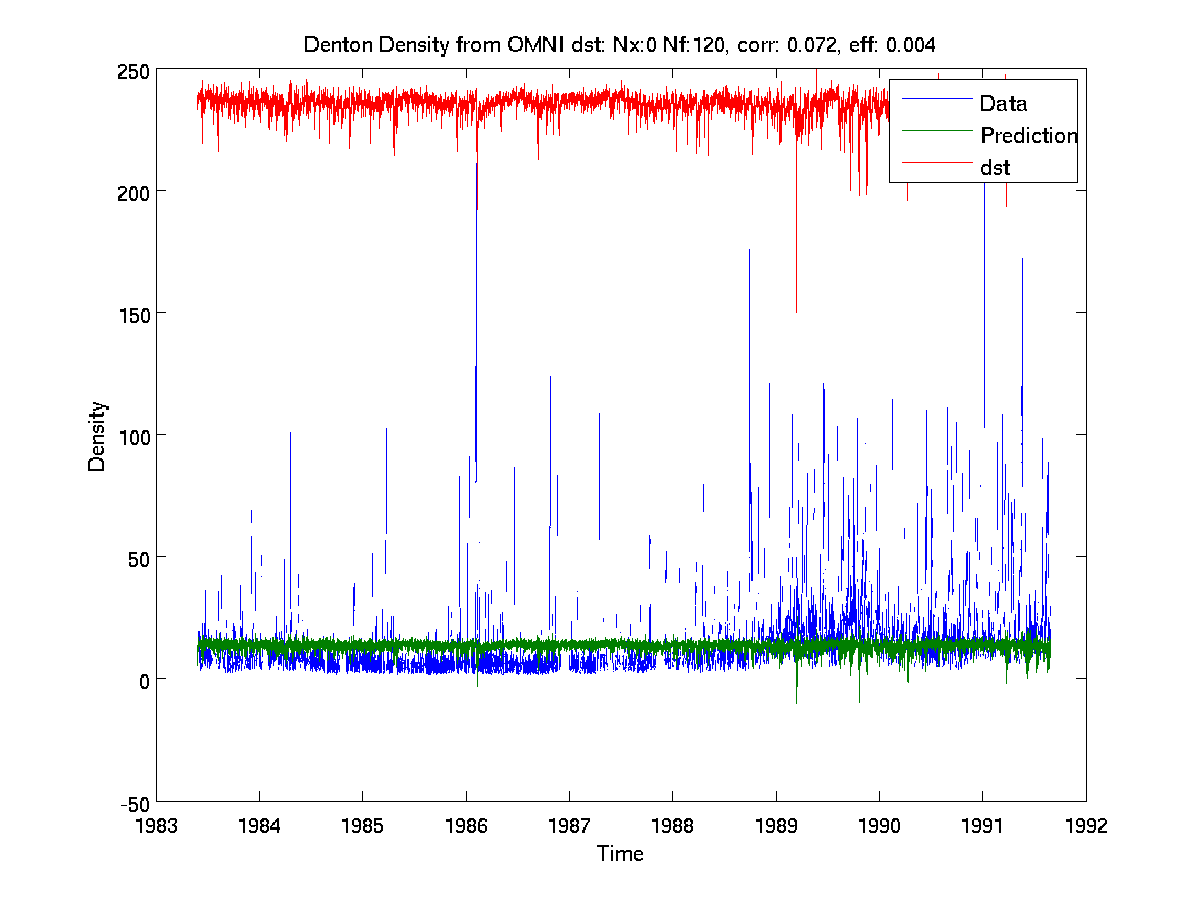 Denton Density from OMNI dst: Nx:0 Nf:120, corr: 0.072, eff: 0.004
250
200
150
100
50
0
-50
Density
Data
Prediction
dst
1983 1984 1985 1986 1987 1988 1989 1990 1991 1992
Time